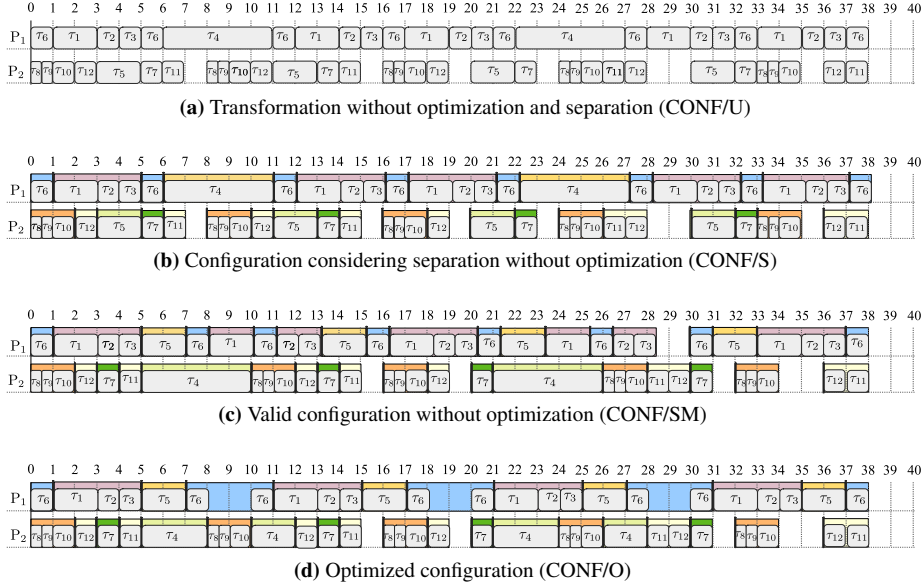 0 1 2 3 4 5 6 7 8 9 10 11 12 13 14 15 16 17 18 19 20 21 22 23 24 25 26 27 28 29 30 31 32 33 34 35 36 37 38 39 40
P1 τ6 τ1 τ2 τ3 τ6 τ4 τ6 τ1 τ2 τ3 τ6 τ1 τ2 τ3 τ6 τ4 τ6 τ1 τ2 τ3 τ6 τ1 τ2 τ3 τ6
P2 τ8 τ9 τ10 τ12 τ5 τ7 τ11 τ8 τ9 τ10 τ12 τ5 τ7 τ11 τ8 τ9 τ10 τ12 τ5 τ7 τ8 τ9 τ10 τ11 τ12 τ5 τ7 τ8 τ9 τ10 τ11 τ12
(a) Transformation without optimization and separation (CONF/U)
0 1 2 3 4 5 6 7 8 9 10 11 12 13 14 15 16 17 18 19 20 21 22 23 24 25 26 27 28 29 30 31 32 33 34 35 36 37 38 39 40
P1 τ6 τ1 τ2 τ3 τ6 τ4 τ6 τ1 τ2 τ3 τ6 τ1 τ2 τ3 τ6 τ4 τ6 τ1 τ2 τ3 τ6 τ1 τ2 τ3 τ6
P2 τ8 τ9 τ10 τ12 τ5 τ7 τ11 τ8 τ9 τ10 τ12 τ5 τ7 τ11 τ8 τ9 τ10 τ12 τ5 τ7 τ8 τ9 τ10 τ11 τ12 τ5 τ7 τ8 τ9 τ10 τ11 τ12
(b) Configuration considering separation without optimization (CONF/S)
0 1 2 3 4 5 6 7 8 9 10 11 12 13 14 15 16 17 18 19 20 21 22 23 24 25 26 27 28 29 30 31 32 33 34 35 36 37 38 39 40
P1 τ6 τ1 τ2 τ3 τ5 τ6 τ1 τ6 τ2 τ3 τ5 τ6 τ1 τ2 τ3 τ6 τ5 τ1 τ6 τ2 τ3 τ6 τ5 τ1 τ2 τ3 τ6
P2 τ8 τ9 τ10 τ12 τ7 τ11 τ4 τ8 τ9 τ10 τ12 τ7 τ11 τ8 τ9 τ10 τ12 τ7 τ4 τ8 τ9 τ10 τ11 τ12 τ7 τ8 τ9 τ10 τ11 τ12
(c) Valid configuration without optimization (CONF/SM)
0 1 2 3 4 5 6 7 8 9 10 11 12 13 14 15 16 17 18 19 20 21 22 23 24 25 26 27 28 29 30 31 32 33 34 35 36 37 38 39 40
P1 τ6 τ1 τ2 τ3 τ5 τ6 τ6 τ1 τ2 τ3 τ5 τ6 τ6 τ1 τ2 τ3 τ5 τ6 τ6 τ1 τ2 τ3 τ5 τ6
P2 τ8 τ9 τ10 τ12 τ7 τ11 τ4 τ8 τ9 τ10 τ4 τ12 τ7 τ11 τ8 τ9 τ10 τ12 τ7 τ4 τ8 τ9 τ10 τ4 τ11 τ12 τ7 τ8 τ9 τ10 τ12 τ11
(d) Optimized configuration (CONF/O)